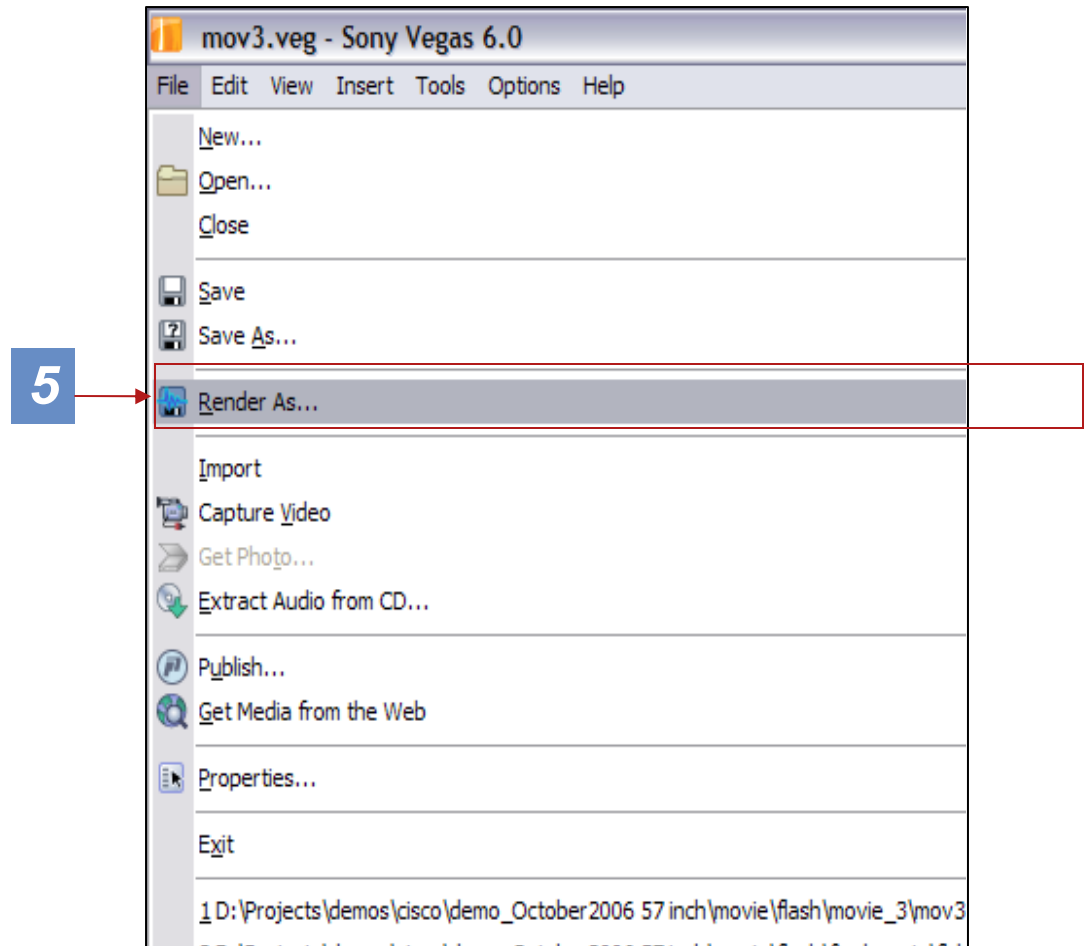 mov3.veg - Sony Vegas 6.0
File Edit View Insert Tools Options Help
New...
Open...
Close
Save
Save As...
5
Render As...
Import
Capture Video
Get Photo...
Extract Audio from CD...
Publish...
Get Media from the Web
Properties...
Exit
1 D:\Projects\demos\cisco\demo_October2006 57 inch\movie\flash\movie_3\mov3